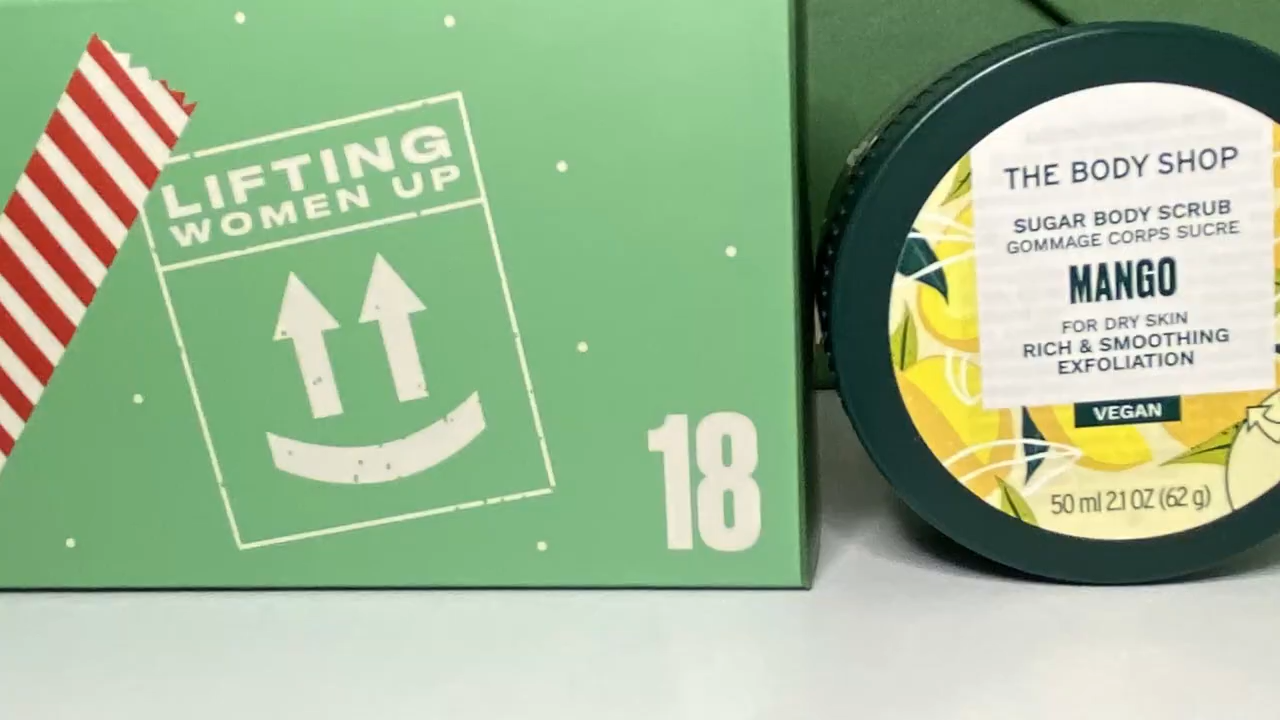 LIFTING
WOMEN UP
18
THE BODY SHOP
SUGAR BODY SCRUB
GOMMAGE CORPS SUCRE
MANGO
FOR DRY SKIN
RICH & SMOOTHING
EXFOLIATION
VEGAN
50 ml 2.1 OZ (62 g)